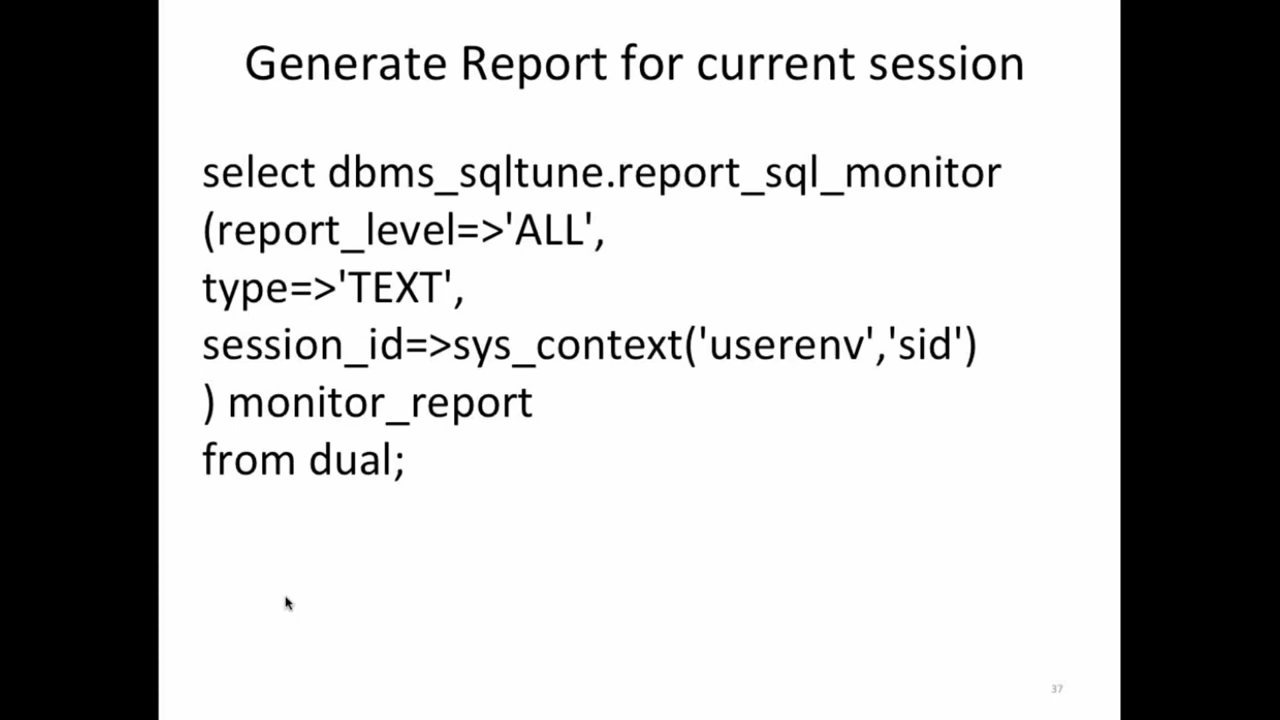 Generate Report for current session
select dbms_sqltune.report_sql_monitor
(report_level=>'ALL',
type=>'TEXT',
session_id=>sys_context('userenv','sid')
) monitor_report
from dual;
37